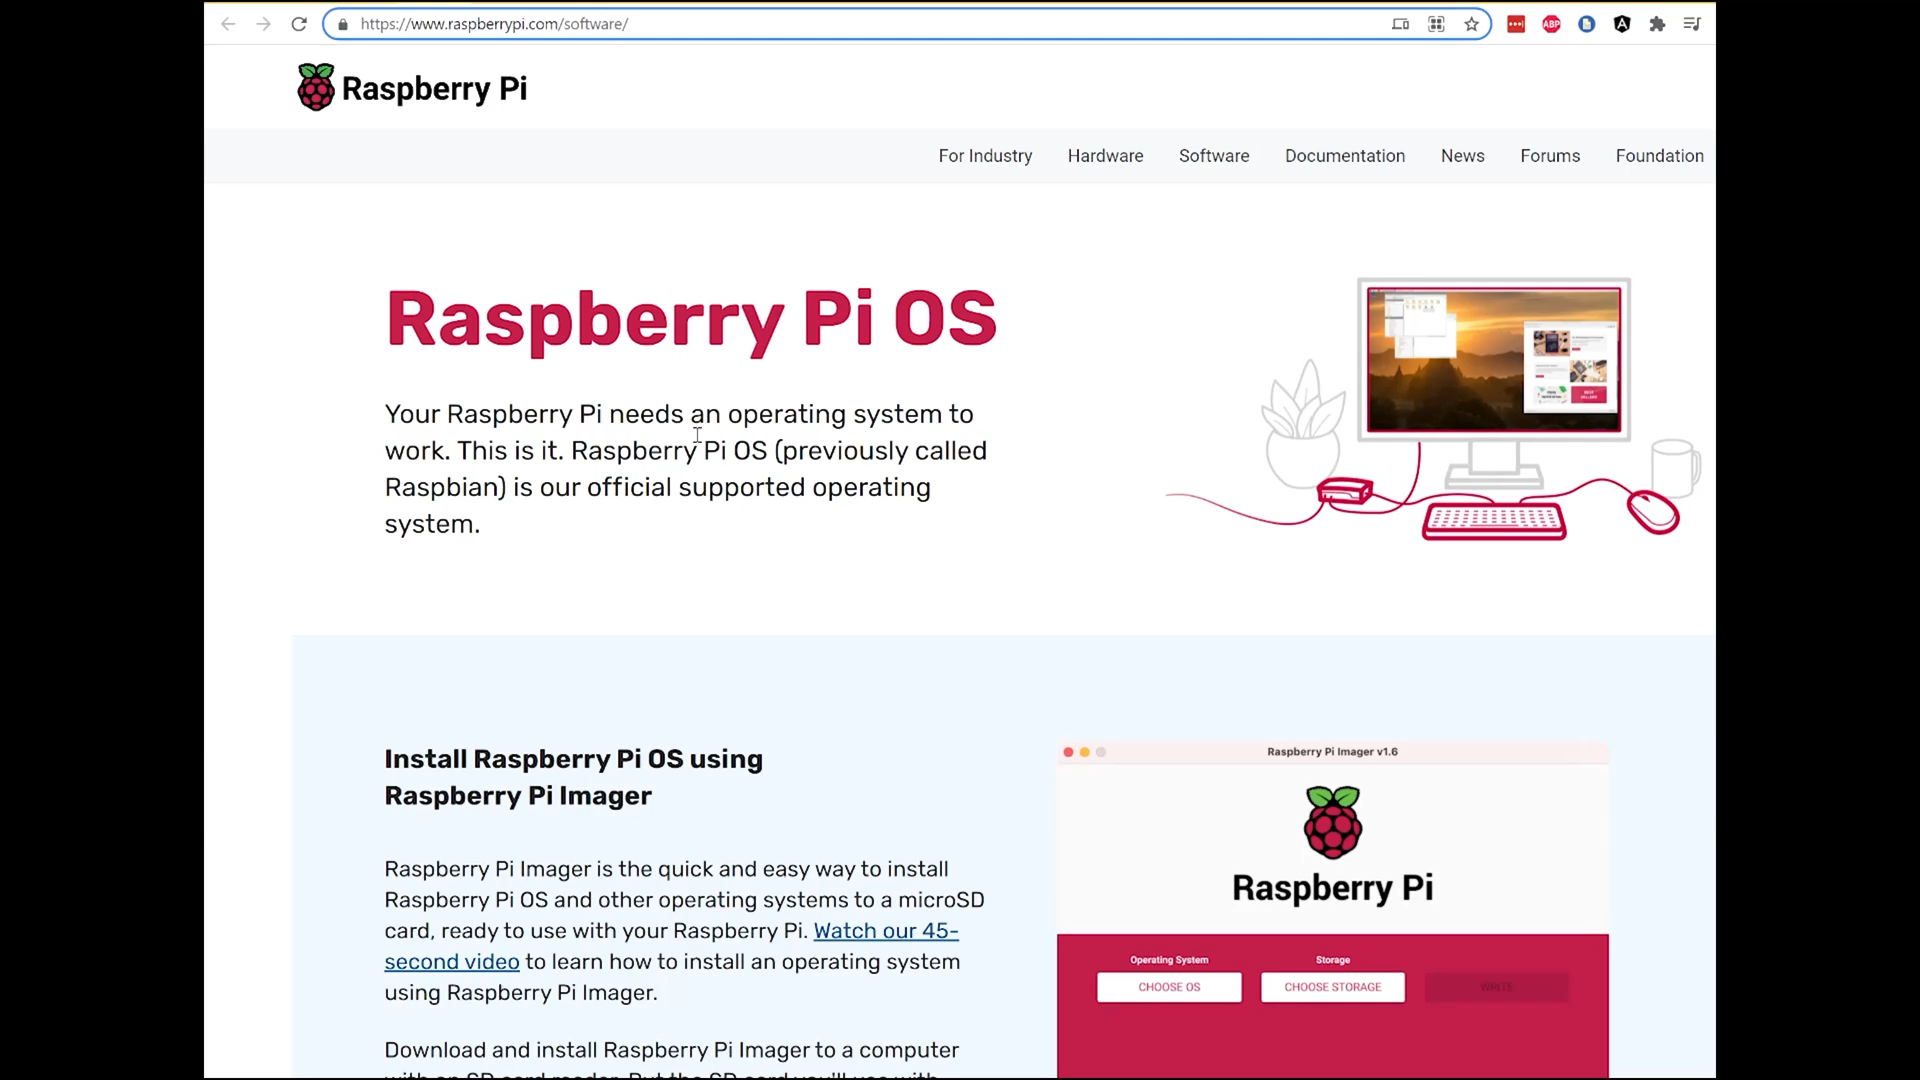 https://www.raspberrypi.com/software/
ABP
Raspberry Pi
For Industry Hardware Software Documentation News Forums Foundation
Raspberry Pi OS
Your Raspberry Pi needs an operating system to
work. This is it. Raspberry Pi OS (previously called
Raspbian) is our official supported operating
system.
Install Raspberry Pi OS using
Raspberry Pi Imager
Raspberry Pi Imager is the quick and easy way to install
Raspberry Pi OS and other operating systems to a microSD
card, ready to use with your Raspberry Pi. Watch our 45-
second video to learn how to install an operating system
using Raspberry Pi Imager.
Download and install Raspberry Pi Imager to a computer
Raspberry Pi Imager v1.6
Raspberry Pi
Operating System Storage
CHOOSE OS CHOOSE STORAGE WRITE